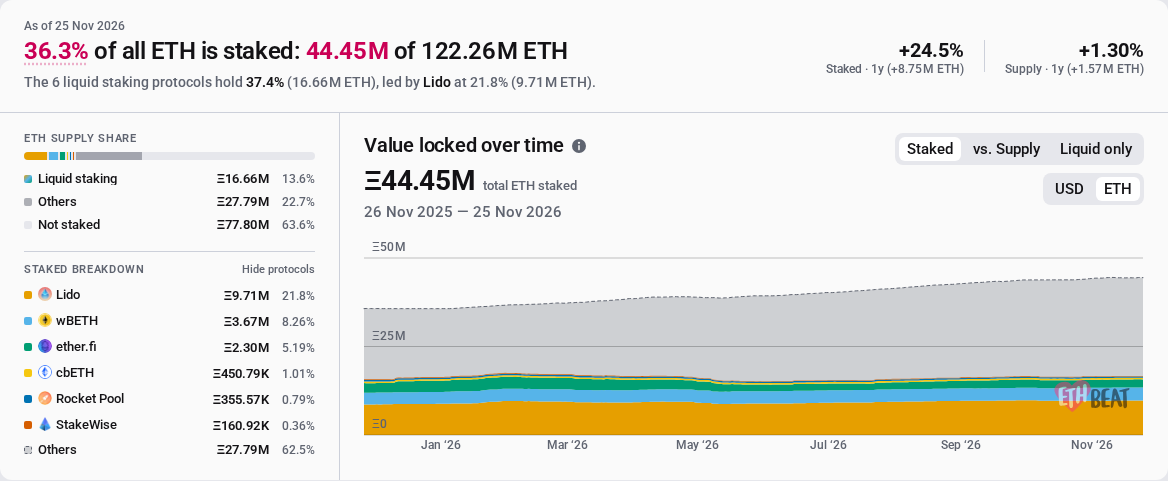 As of 25 Nov 2026
36.3% of all ETH is staked: 44.45M of 122.26M ETH
The 6 liquid staking protocols hold 37.4% (16.66M ETH), led by Lido at 21.8% (9.71M ETH).
+24.5%
Staked · 1y (+8.75M ETH)
+1.30%
Supply · 1y (+1.57M ETH)
ETH SUPPLY SHARE
Liquid staking Ξ16.66M 13.6%
Others Ξ27.79M 22.7%
Not staked Ξ77.80M 63.6%
STAKED BREAKDOWN Hide protocols
Lido Ξ9.71M 21.8%
wBETH Ξ3.67M 8.26%
ether.fi Ξ2.30M 5.19%
cbETH Ξ450.79K 1.01%
Rocket Pool Ξ355.57K 0.79%
StakeWise Ξ160.92K 0.36%
Others Ξ27.79M 62.5%
Value locked over time
Staked vs. Supply Liquid only
Ξ44.45M total ETH staked
USD ETH
26 Nov 2025 — 25 Nov 2026
Ξ50M
Ξ25M
Ξ0
ETH BEAT
Jan ‘26 Mar ‘26 May ‘26 Jul ‘26 Sep ‘26 Nov ‘26